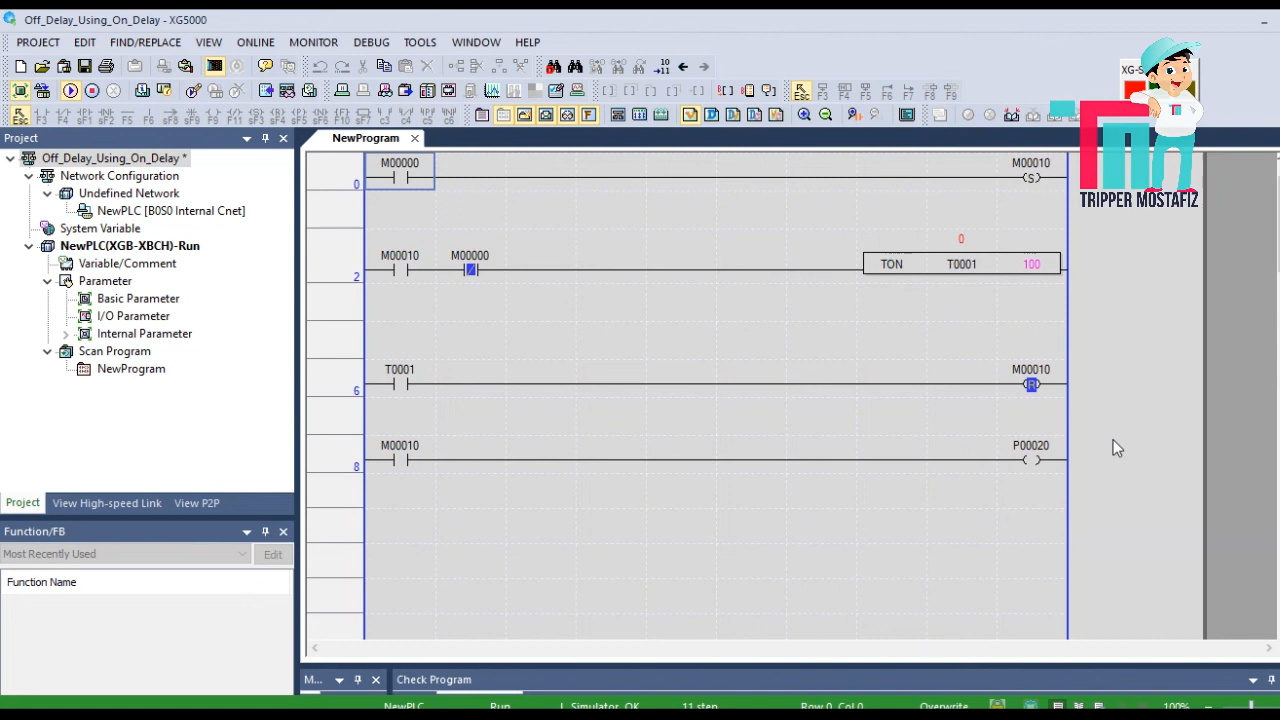 Off_Delay_Using_On_Delay - XG5000
PROJECT EDIT FIND/REPLACE VIEW ONLINE MONITOR DEBUG TOOLS WINDOW HELP
Project
NewProgram
TRIPPER MOSTAFIZ
Off_Delay_Using_On_Delay *
Network Configuration
Undefined Network
NewPLC [B0S0 Internal Cnet]
System Variable
NewPLC(XGB-XBCH)-Run
Variable/Comment
Parameter
Basic Parameter
I/O Parameter
Internal Parameter
Scan Program
NewProgram
Project View High-speed Link View P2P
Function/FB
Most Recently Used Edit
Function Name
M00000 M00010
0 S
0
M00010 M00000
2 TON T0001 100
T0001 M00010
6 R
M00010 P00020
8
M... Check Program
NewPLC Run Simulator, OK 11 step Row 0, Col 0 Overwrite 100%